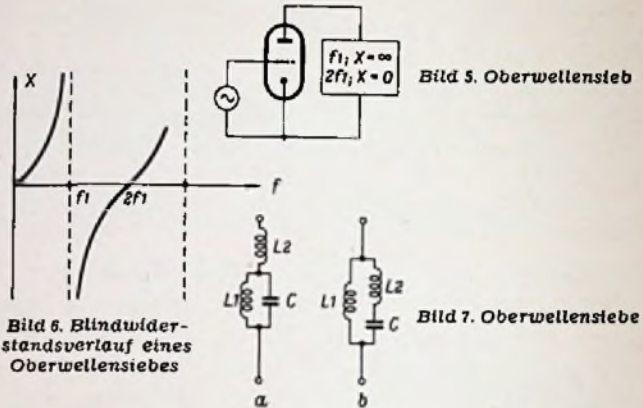 f1; X=∞
2f1; X=0
Bild 5. Oberwellensieb
X
f1
2f1
f
Bild 6. Blindwider-
standsverlauf eines
Oberwellensiebes
L2
L1
C
a
L1
L2
C
b
Bild 7. Oberwellensiebe